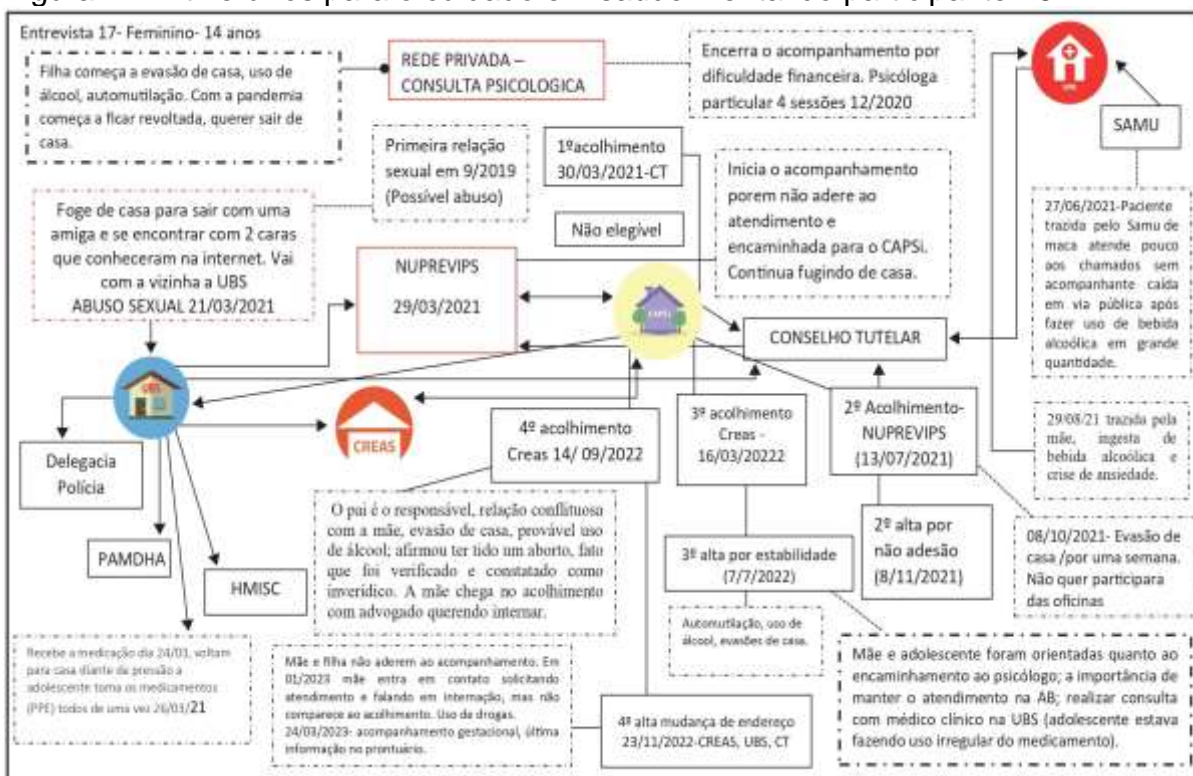 Entrevista 17- Feminino- 14 anos
Filha começa a evasão de casa, uso de
álcool, automutilação. Com a pandemia
começa a ficar revoltada, querer sair de
casa.
REDE PRIVADA –
CONSULTA PSICOLOGICA
Encerra o acompanhamento por
dificuldade financeira. Psicóloga
particular 4 sessões 12/2020
SAMU
Primeira relação
sexual em 9/2019
(Possível abuso)
1ºacolhimento
30/03/2021-CT
Não elegível
Inicia o acompanhamento
porem não adere ao
atendimento e
encaminhada para o CAPSi.
Continua fugindo de casa.
Foge de casa para sair com uma
amiga e se encontrar com 2 caras
que conheceram na internet. Vai
com a vizinha a UBS
ABUSO SEXUAL 21/03/2021
NUPREVIPS
29/03/2021
CAPSi
CONSELHO TUTELAR
27/06/2021-Paciente
trazida pelo Samu de
maca atende pouco
aos chamados sem
acompanhante caída
em via pública após
fazer uso de bebida
alcoólica em grande
quantidade.
UBS
CREAS
Delegacia
Polícia
PAMDHA
HMISC
4º acolhimento
Creas 14/ 09/2022
3º acolhimento
Creas -
16/03/20222
2º Acolhimento-
NUPREVIPS
(13/07/2021)
29/08/21 trazida pela
mãe, ingesta de
bebida alcoólica e
crise de ansiedade.
O pai é o responsável, relação conflituosa
com a mãe, evasão de casa, provável uso
de álcool; afirmou ter tido um aborto, fato
que foi verificado e constatado como
inverídico. A mãe chega no acolhimento
com advogado querendo internar.
3º alta por estabilidade
(7/7/2022)
2º alta por
não adesão
(8/11/2021)
08/10/2021- Evasão de
casa /por uma semana.
Não quer participara
das oficinas
Automutilação, uso de
álcool, evasões de casa.
Recebe a medicação dia 24/03, voltam
para casa diante da pressão a
adolescente toma os medicamentos
(PPE) todos de uma vez 26/03/21
Mãe e filha não aderem ao acompanhamento. Em
01/2023 mãe entra em contato solicitando
atendimento e falando em internação, mas não
comparece ao acolhimento. Uso de drogas.
24/03/2023- acompanhamento gestacional, última
informação no prontuário.
4º alta mudança de endereço
23/11/2022-CREAS, UBS, CT
Mãe e adolescente foram orientadas quanto ao
encaminhamento ao psicólogo; a importância de
manter o atendimento na AB; realizar consulta
com médico clínico na UBS (adolescente estava
fazendo uso irregular do medicamento).